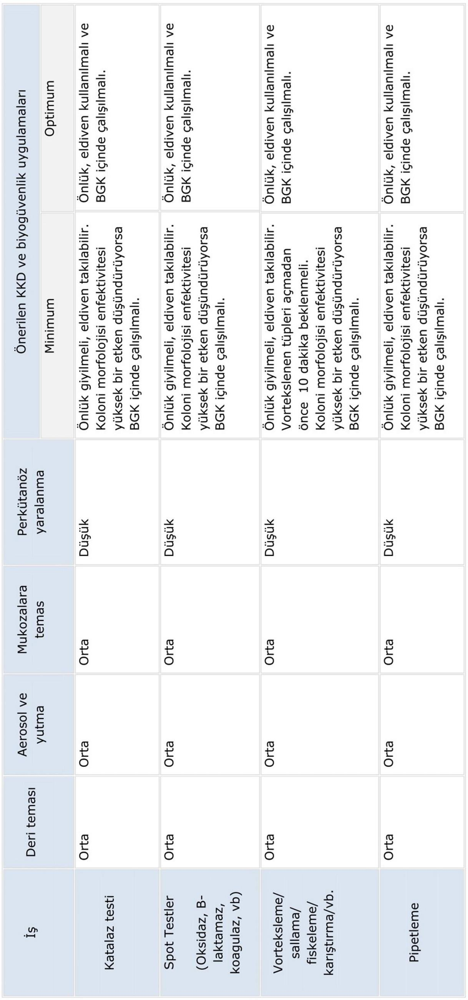 İş
Deri teması
Aerosol ve
yutma
Mukozalara
temas
Perkütanöz
yaralanma
Önerilen KKD ve biyogüvenlik uygulamaları
Minimum
Optimum
Katalaz testi
Orta
Orta
Orta
Düşük
Önlük giyilmeli, eldiven takılabilir.
Koloni morfolojisi enfektivitesi
yüksek bir etken düşündürüyorsa
BGK içinde çalışılmalı.
Önlük, eldiven kullanılmalı ve
BGK içinde çalışılmalı.
Spot Testler
(Oksidaz, B-
laktamaz,
koagulaz, vb)
Orta
Orta
Orta
Düşük
Önlük giyilmeli, eldiven takılabilir.
Koloni morfolojisi enfektivitesi
yüksek bir etken düşündürüyorsa
BGK içinde çalışılmalı.
Önlük, eldiven kullanılmalı ve
BGK içinde çalışılmalı.
Vorteksleme/
sallama/
fiskeleme/
karıştırma/vb.
Orta
Orta
Orta
Düşük
Önlük giyilmeli, eldiven takılabilir.
Vortekslenen tüpleri açmadan
önce  10 dakika beklenmeli.
Koloni morfolojisi enfektivitesi
yüksek bir etken düşündürüyorsa
BGK içinde çalışılmalı.
Önlük, eldiven kullanılmalı ve
BGK içinde çalışılmalı.
Pipetleme
Orta
Orta
Orta
Düşük
Önlük giyilmeli, eldiven takılabilir.
Koloni morfolojisi enfektivitesi
yüksek bir etken düşündürüyorsa
BGK içinde çalışılmalı.
Önlük, eldiven kullanılmalı ve
BGK içinde çalışılmalı.